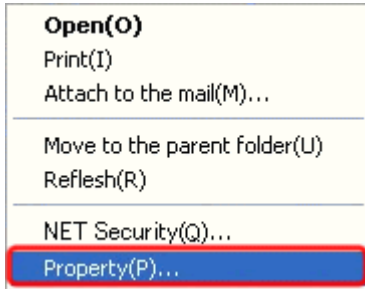 Open(O)
Print(I)
Attach to the mail(M)...
Move to the parent folder(U)
Reflesh(R)
NET Security(Q)...
Property(P)...